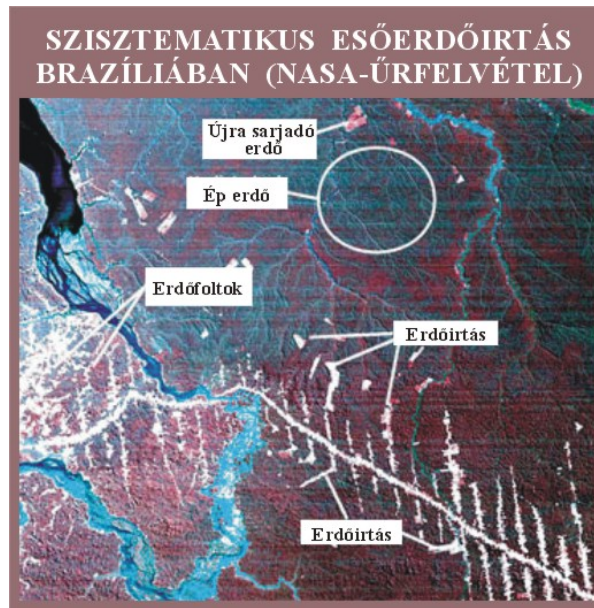 SZISZTEMATIKUS ESŐERDŐIRTÁS
BRAZÍLIÁBAN (NASA-ŰRFELVÉTEL)
Újra sarjadó
erdő
Ép erdő
Erdőfoltok
Erdőirtás
Erdőirtás